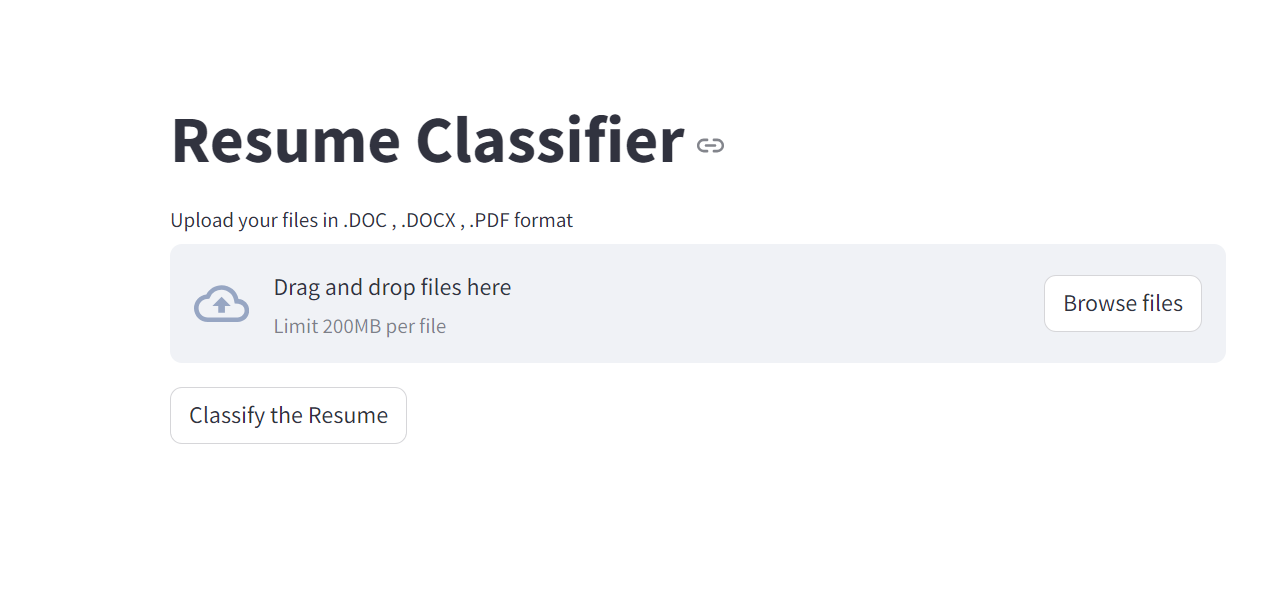 Resume Classifier
Upload your files in .DOC , .DOCX , .PDF format
Drag and drop files here
Limit 200MB per file
Browse files
Classify the Resume